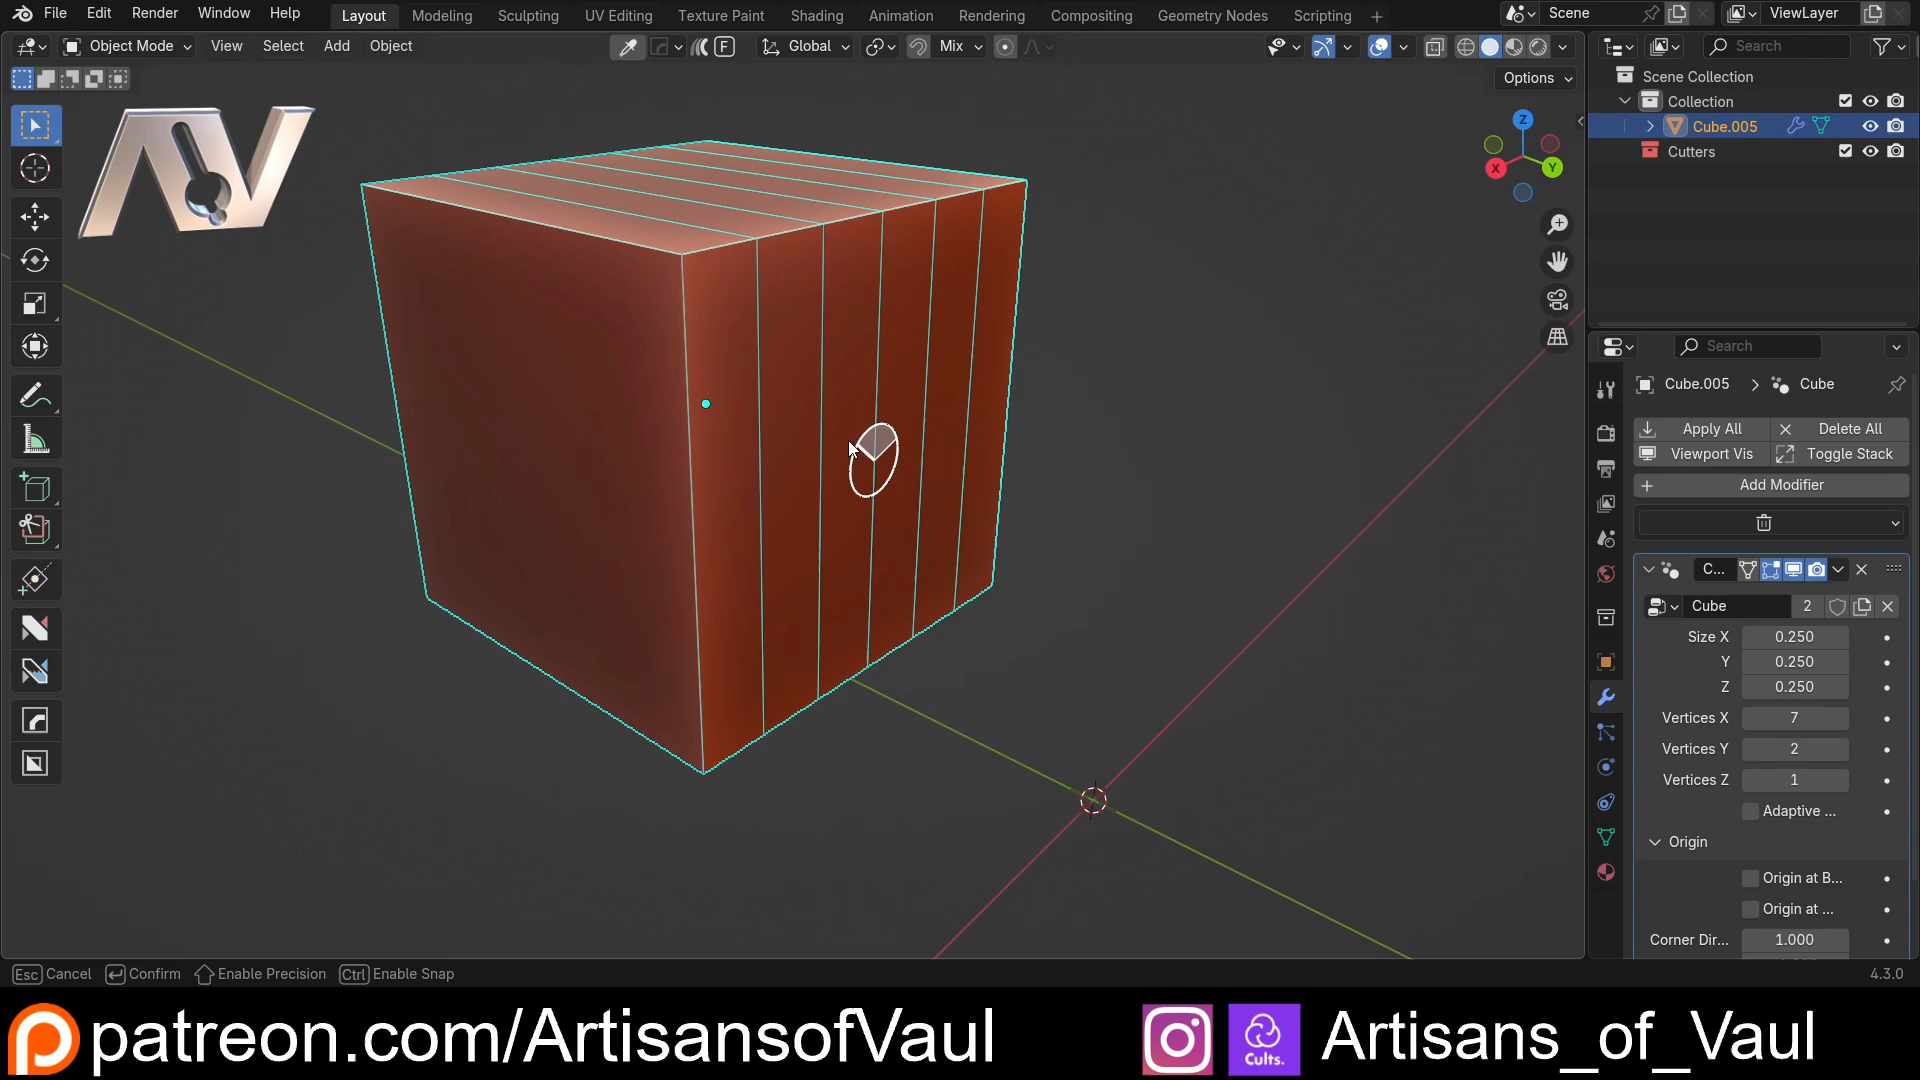 File Edit Render Window Help Layout Modeling Sculpting UV Editing Texture Paint Shading Animation Rendering Compositing Geometry Nodes Scripting + Scene ViewLayer
Object Mode View Select Add Object F Global Mix Search
Options
Scene Collection
Collection
Cube.005
Cutters
Z
X
Y
AV
Search
Cube.005 > Cube
Apply All Delete All
Viewport Vis Toggle Stack
Add Modifier
C...
Cube 2
Size X 0.250
Y 0.250
Z 0.250
Vertices X 7
Vertices Y 2
Vertices Z 1
Adaptive ...
Origin
Origin at B...
Origin at ...
Corner Dir... 1.000
Esc Cancel Confirm Enable Precision Ctrl Enable Snap 4.3.0
patreon.com/ArtisansofVaul Cults. Artisans_of_Vaul